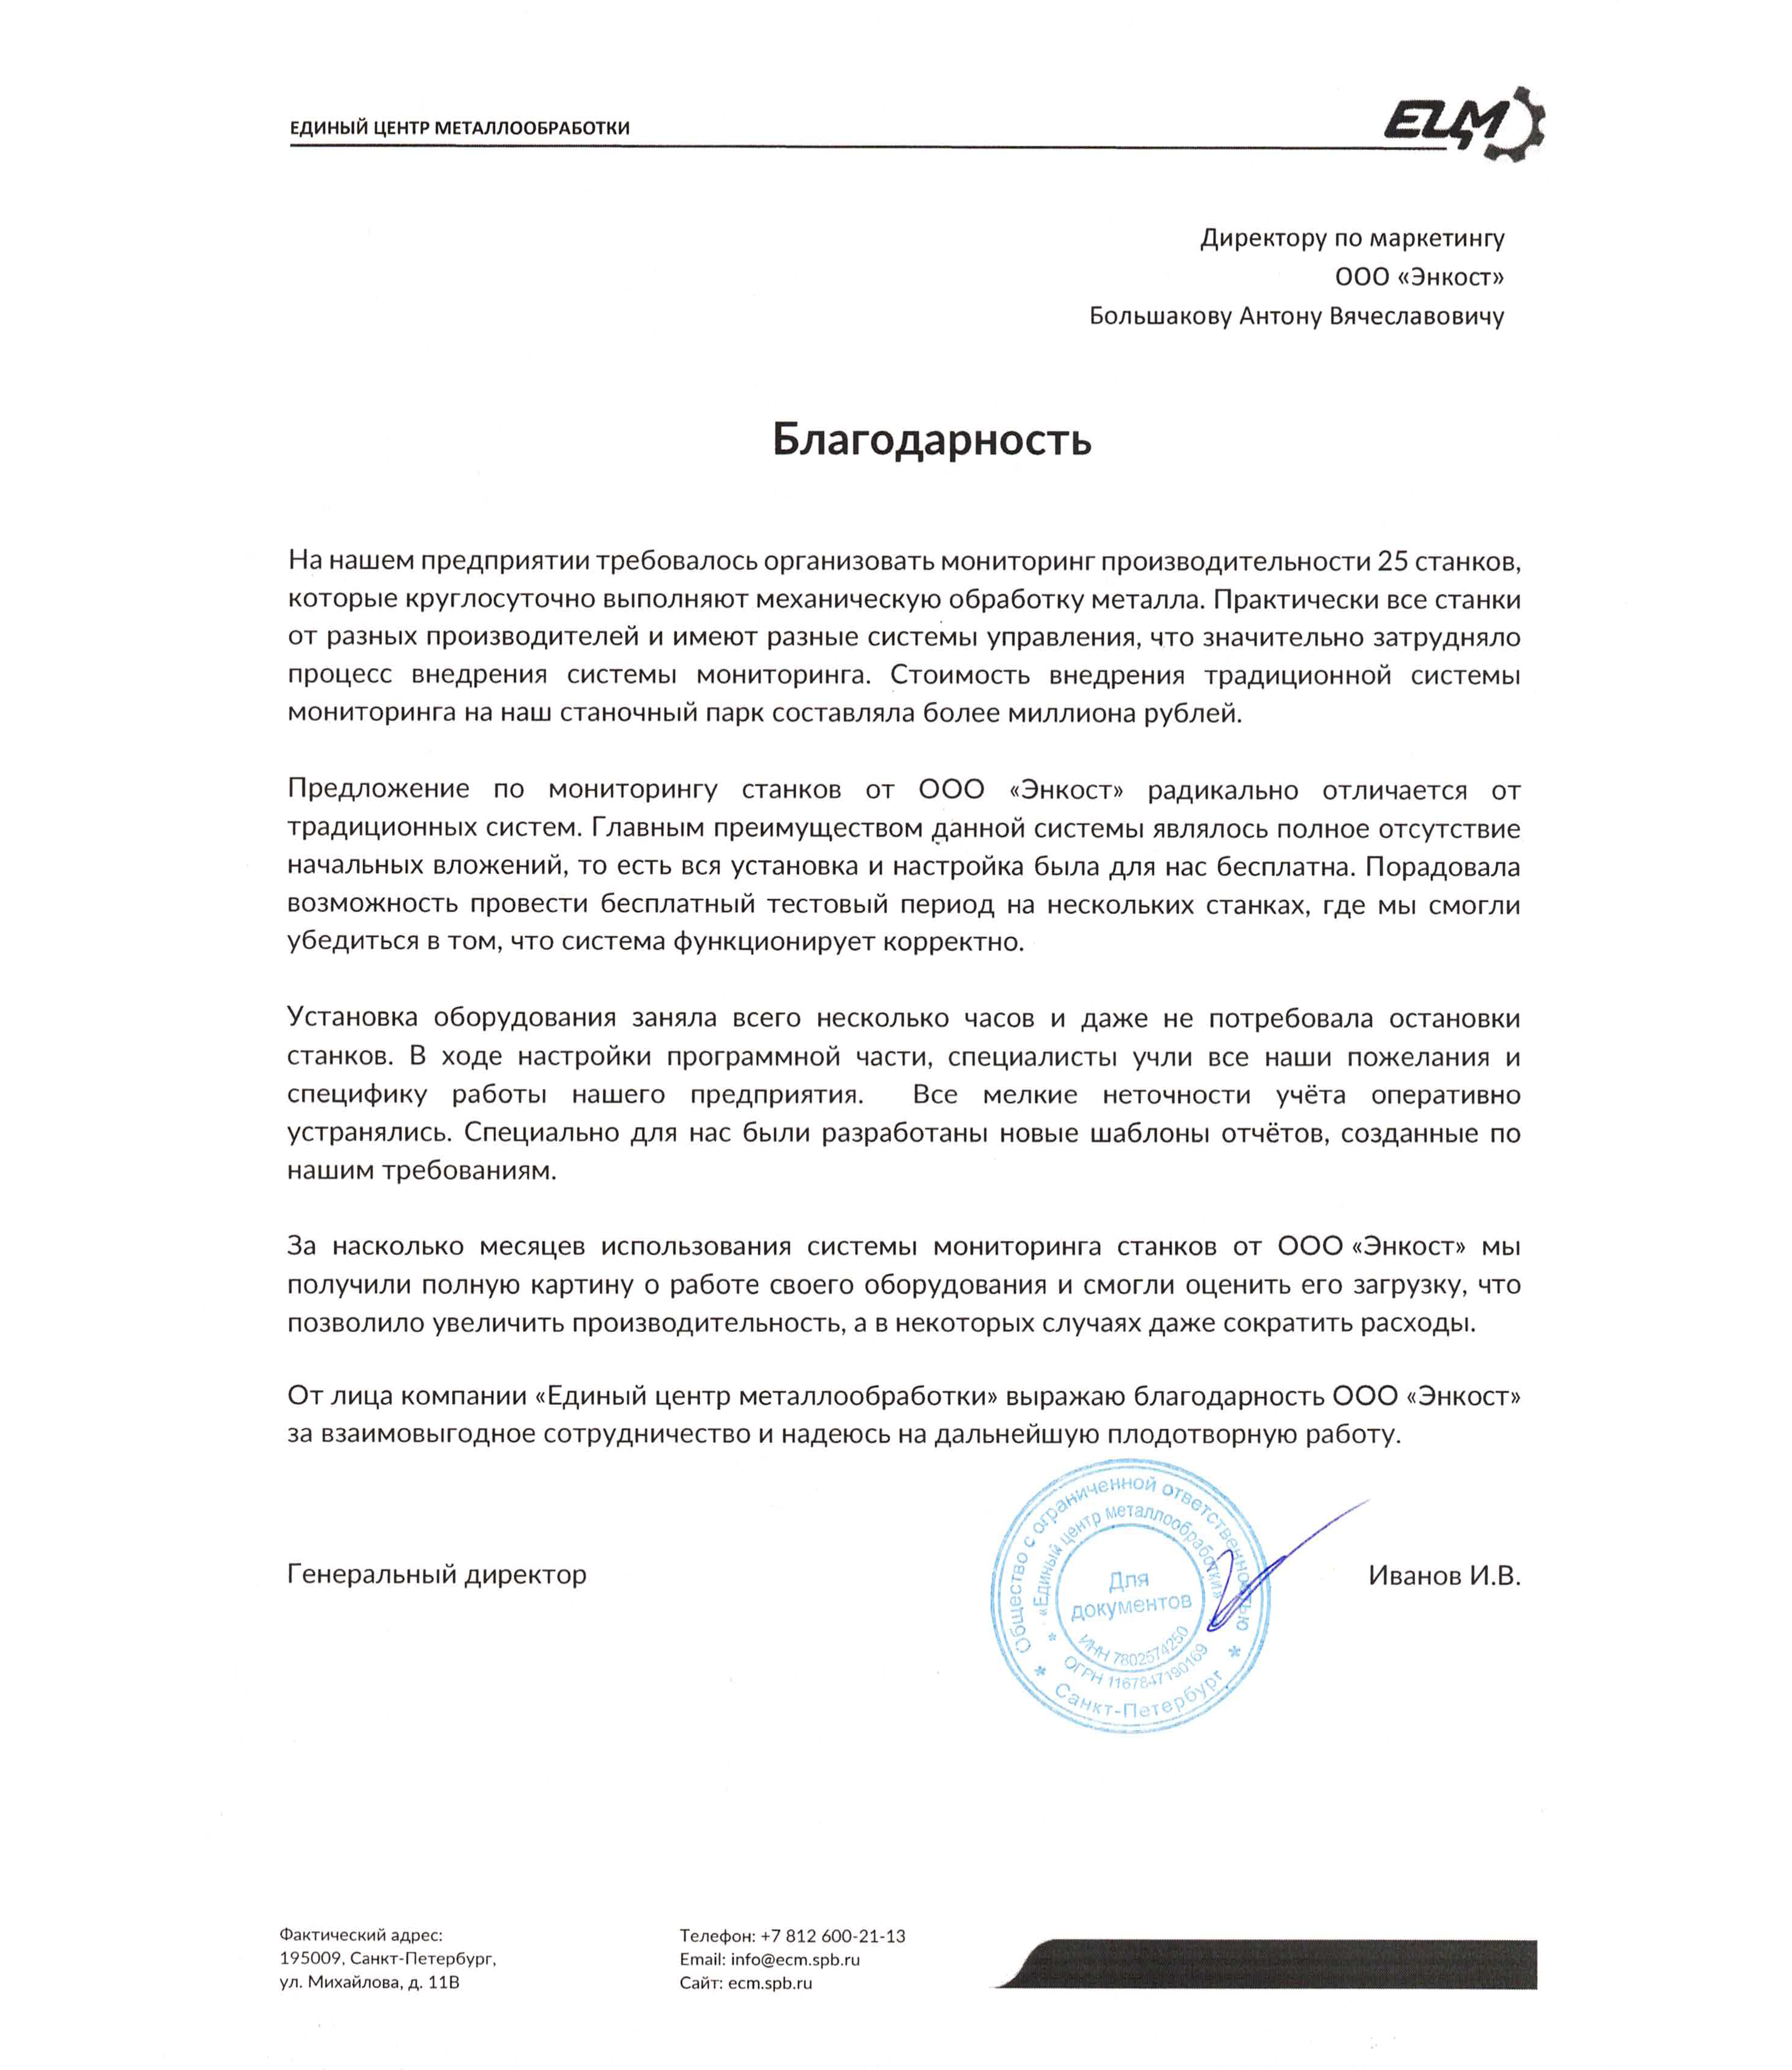 ЕДИНЫЙ ЦЕНТР МЕТАЛЛООБРАБОТКИ
ЕЦМ
Директору по маркетингу
ООО «Энкост»
Большакову Антону Вячеславовичу
Благодарность
На нашем предприятии требовалось организовать мониторинг производительности 25 станков,
которые круглосуточно выполняют механическую обработку металла. Практически все станки
от разных производителей и имеют разные системы управления, что значительно затрудняло
процесс внедрения системы мониторинга. Стоимость внедрения традиционной системы
мониторинга на наш станочный парк составляла более миллиона рублей.
Предложение по мониторингу станков от ООО «Энкост» радикально отличается от
традиционных систем. Главным преимуществом данной системы являлось полное отсутствие
начальных вложений, то есть вся установка и настройка была для нас бесплатна. Порадовала
возможность провести бесплатный тестовый период на нескольких станках, где мы смогли
убедиться в том, что система функционирует корректно.
Установка оборудования заняла всего несколько часов и даже не потребовала остановки
станков. В ходе настройки программной части, специалисты учли все наши пожелания и
специфику работы нашего предприятия. Все мелкие неточности учёта оперативно
устранялись. Специально для нас были разработаны новые шаблоны отчётов, созданные по
нашим требованиям.
За насколько месяцев использования системы мониторинга станков от ООО «Энкост» мы
получили полную картину о работе своего оборудования и смогли оценить его загрузку, что
позволило увеличить производительность, а в некоторых случаях даже сократить расходы.
От лица компании «Единый центр металлообработки» выражаю благодарность ООО «Энкост»
за взаимовыгодное сотрудничество и надеюсь на дальнейшую плодотворную работу.
Генеральный директор
Общество с ограниченной ответственностью
«Единый центр металлообработки»
Для
документов
ИНН 7802574250
ОГРН 1167847190169
Санкт-Петербург
Иванов И.В.
Фактический адрес:
195009, Санкт-Петербург,
ул. Михайлова, д. 11В
Телефон: +7 812 600-21-13
Email: info@ecm.spb.ru
Сайт: ecm.spb.ru